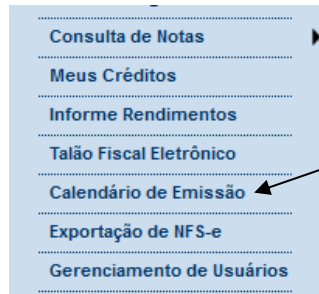 Consulta de Notas
Meus Créditos
Informe Rendimentos
Talão Fiscal Eletrônico
Calendário de Emissão
Exportação de NFS-e
Gerenciamento de Usuários